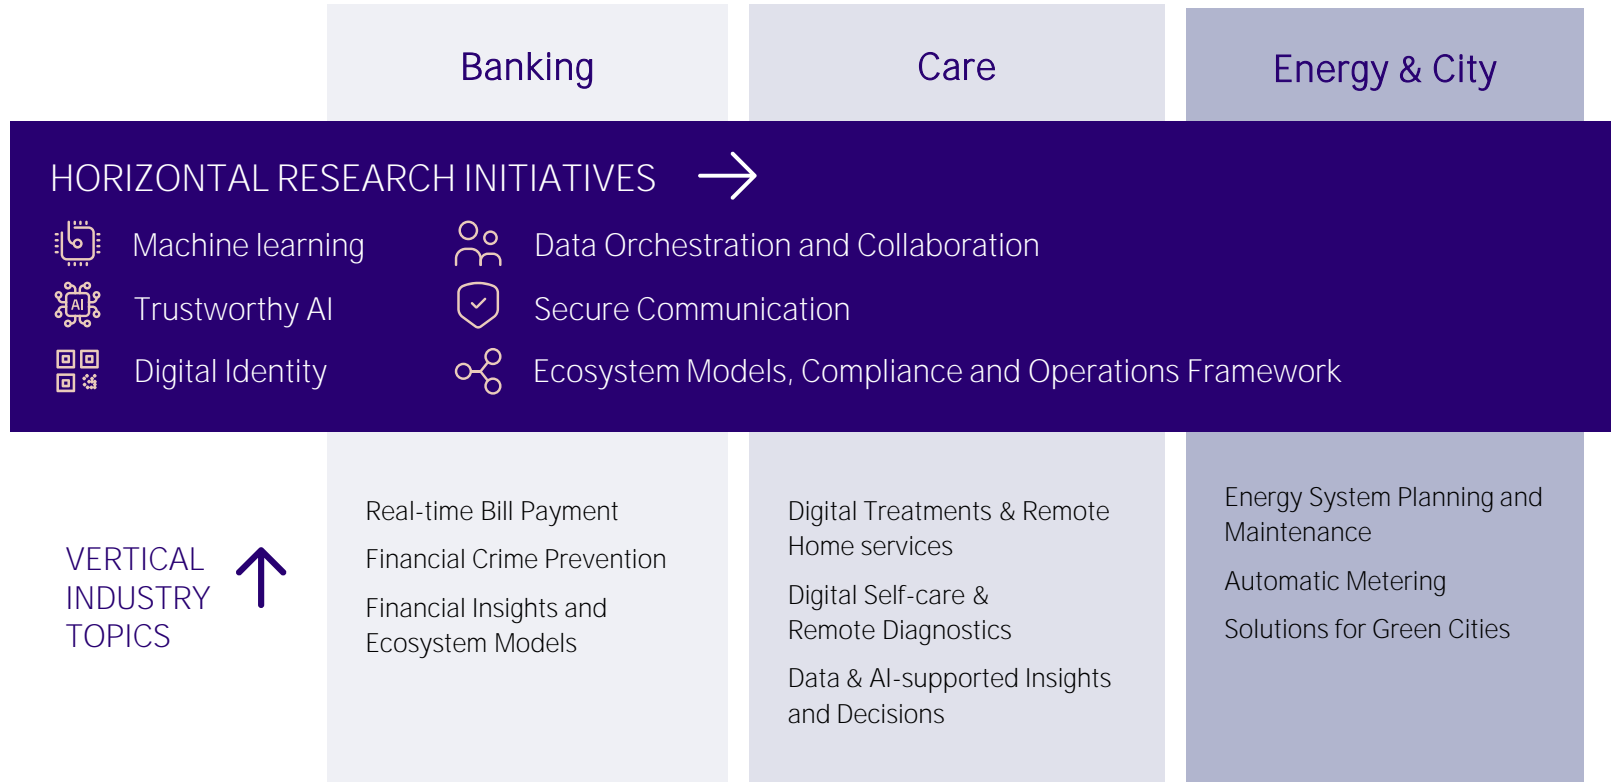 Banking
Care
Energy & City
HORIZONTAL RESEARCH INITIATIVES
Machine learning
Data Orchestration and Collaboration
AI
Trustworthy AI
Secure Communication
Digital Identity
Ecosystem Models, Compliance and Operations Framework
VERTICAL
INDUSTRY
TOPICS
Real-time Bill Payment
Financial Crime Prevention
Financial Insights and
Ecosystem Models
Digital Treatments & Remote
Home services
Digital Self-care &
Remote Diagnostics
Data & AI-supported Insights
and Decisions
Energy System Planning and
Maintenance
Automatic Metering
Solutions for Green Cities